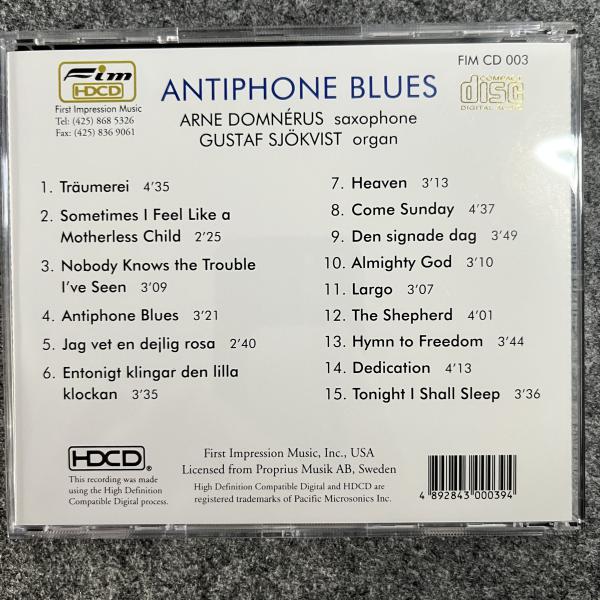 Fim
HDCD
First Impression Music
Tel: (425) 868 5326
Fax: (425) 836 9061
ANTIPHONE BLUES
ARNE DOMNÉRUS saxophone
GUSTAF SJÖKVIST organ
FIM CD 003
COMPACT
disc
DIGITAL AUDIO
1. Träumerei 4'35
2. Sometimes I Feel Like a
Motherless Child 2'25
3. Nobody Knows the Trouble
I've Seen 3'09
4. Antiphone Blues 3'21
5. Jag vet en dejlig rosa 2'40
6. Entonigt klingar den lilla
klockan 3'35
7. Heaven 3'13
8. Come Sunday 4'37
9. Den signade dag 3'49
10. Almighty God 3'10
11. Largo 3'07
12. The Shepherd 4'01
13. Hymn to Freedom 3'44
14. Dedication 4'13
15. Tonight I Shall Sleep 3'36
HDCD®
This recording was made
using the High Definition
Compatible Digital process.
First Impression Music, Inc., USA
Licensed from Proprius Musik AB, Sweden
High Definition Compatible Digital and HDCD are
registered trademarks of Pacific Microsonics Inc.
4 892843 000394